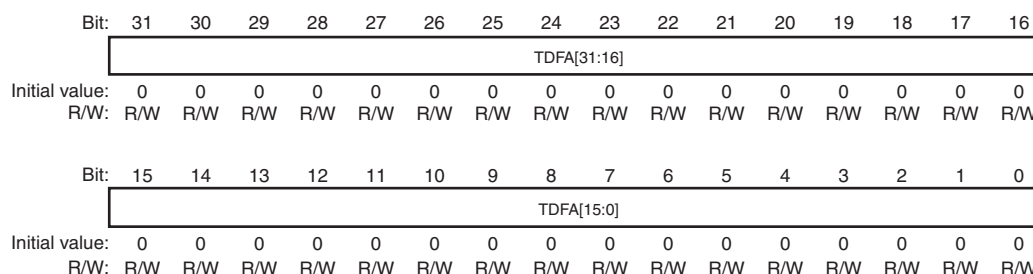 Bit: 31 30 29 28 27 26 25 24 23 22 21 20 19 18 17 16
TDFA[31:16]
Initial value: 0 0 0 0 0 0 0 0 0 0 0 0 0 0 0 0
R/W: R/W R/W R/W R/W R/W R/W R/W R/W R/W R/W R/W R/W R/W R/W R/W R/W
Bit: 15 14 13 12 11 10 9 8 7 6 5 4 3 2 1 0
TDFA[15:0]
Initial value: 0 0 0 0 0 0 0 0 0 0 0 0 0 0 0 0
R/W: R/W R/W R/W R/W R/W R/W R/W R/W R/W R/W R/W R/W R/W R/W R/W R/W